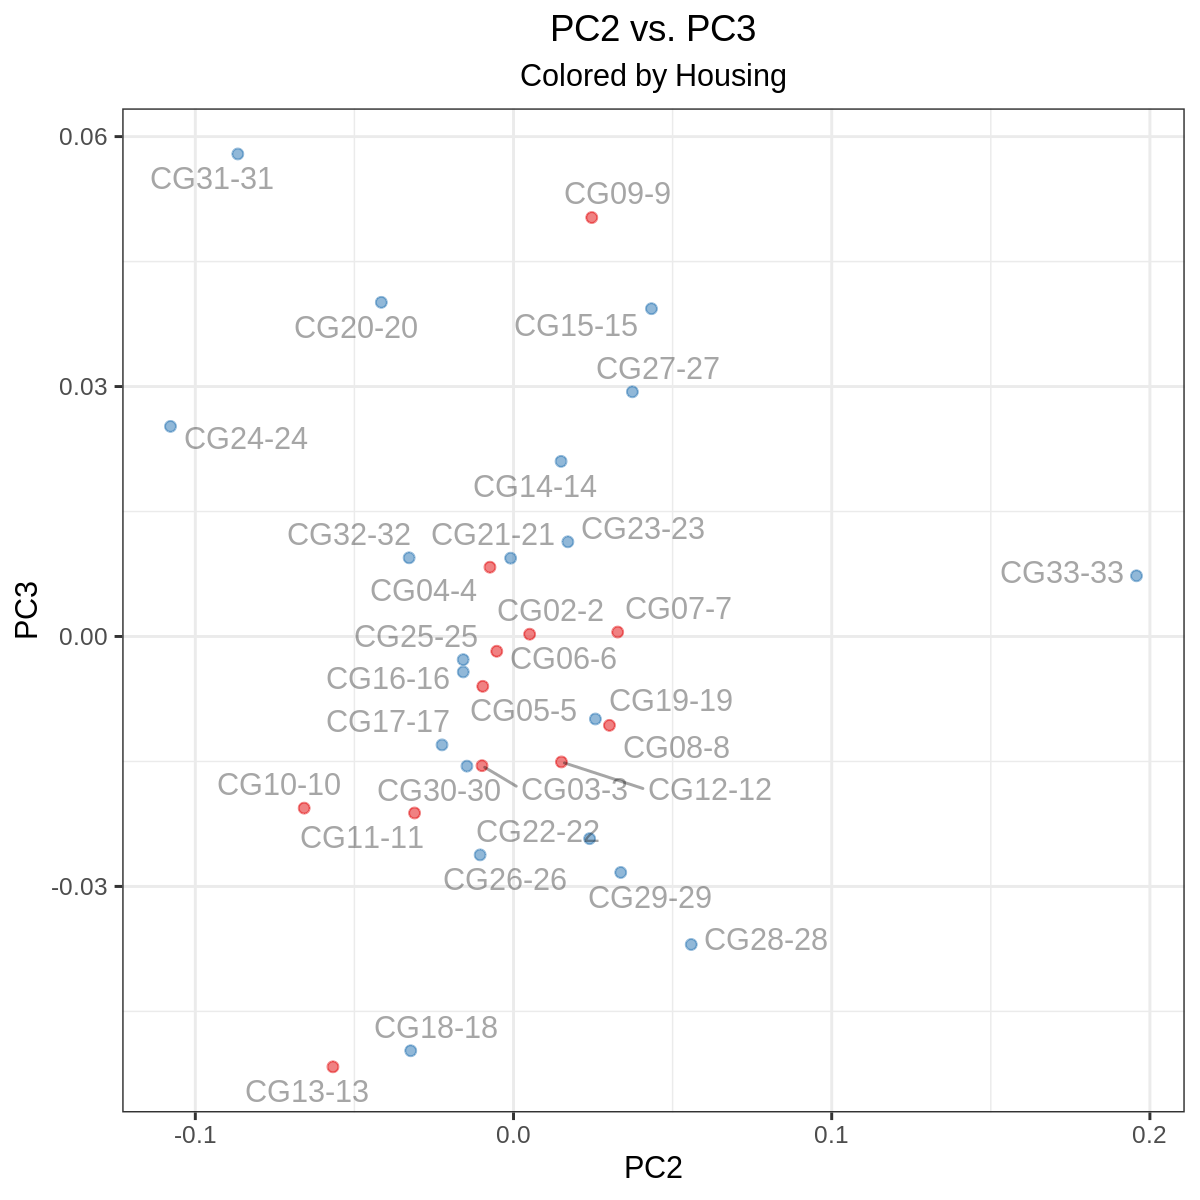 PC2 vs. PC3
Colored by Housing
0.06
CG31-31
CG09-9
CG20-20
CG15-15
CG27-27
0.03
CG24-24
CG14-14
CG32-32
CG21-21
CG23-23
CG33-33
CG04-4
CG02-2
CG07-7
PC3
0.00
CG25-25
CG06-6
CG16-16
CG05-5
CG19-19
CG17-17
CG08-8
CG10-10
CG30-30
CG03-3
CG12-12
CG11-11
CG22-22
CG26-26
-0.03
CG29-29
CG28-28
CG18-18
CG13-13
-0.1
0.0
0.1
0.2
PC2